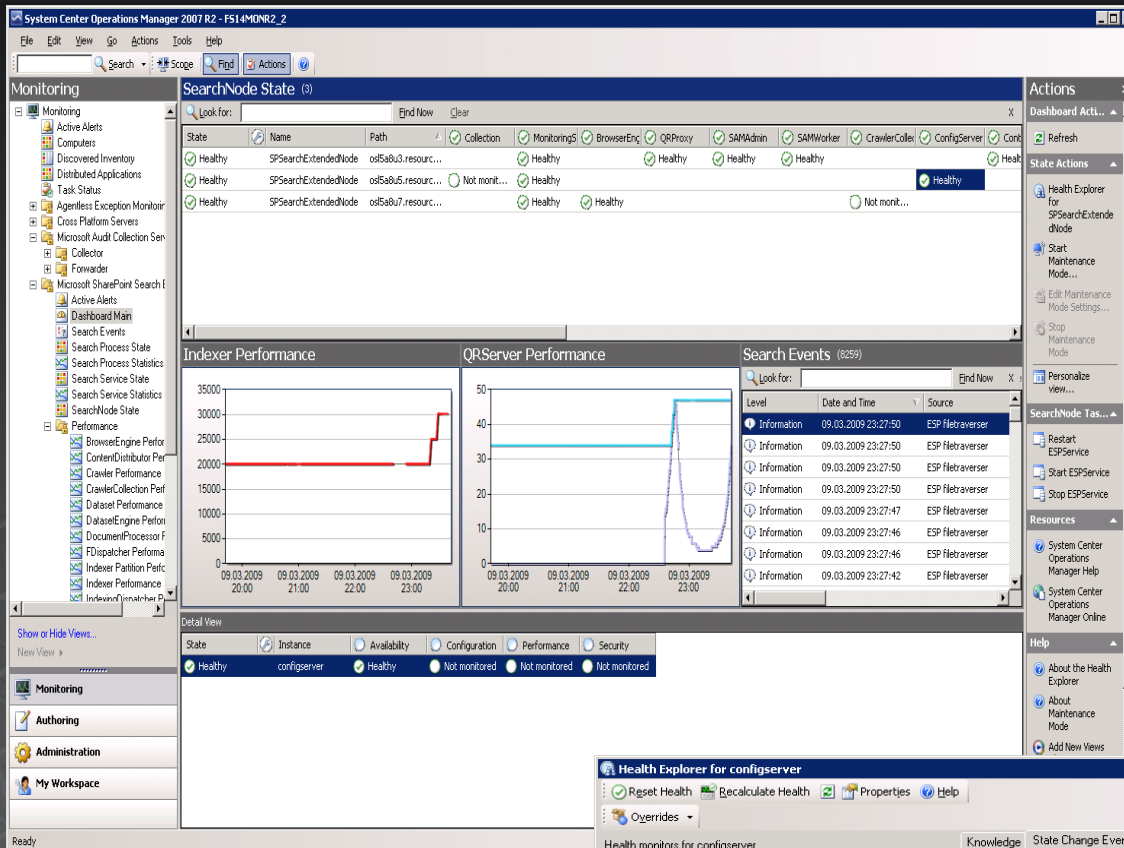 System Center Operations Manager 2007 R2 - FS14MONR2_2
File Edit View Go Actions Tools Help
Search Scope Find Actions
Monitoring
Monitoring
Active Alerts
Computers
Discovered Inventory
Distributed Applications
Task Status
Agentless Exception Monitorin
Cross Platform Servers
Microsoft Audit Collection Serv
Collector
Forwarder
Microsoft SharePoint Search E
Active Alerts
Dashboard Main
Search Events
Search Process State
Search Process Statistics
Search Service State
Search Service Statistics
SearchNode State
Performance
BrowserEngine Perfor
ContentDistributor Per
Crawler Performance
CrawlerCollection Perf
Dataset Performance
DatasetEngine Perfor
DocumentProcessor P
FDispatcher Performa
Indexer Partition Perfo
Indexer Performance
IndexingDispatcher P
Show or Hide Views...
New View
Monitoring
Authoring
Administration
My Workspace
Ready
SearchNode State (3)
Look for: Find Now Clear X
State Name Path Collection MonitoringS BrowserEng QRProxy SAMAdmin SAMWorker CrawlerCollec ConfigServer Cont
Healthy SPSearchExtendedNode osl5a8u3.resourc... Healthy Healthy Healthy Healthy Healt
Healthy SPSearchExtendedNode osl5a8u5.resourc... Not monit... Healthy Healthy
Healthy SPSearchExtendedNode osl5a8u7.resourc... Healthy Healthy Not monit...
Indexer Performance
35000
30000
25000
20000
15000
10000
5000
0
09.03.2009 09.03.2009 09.03.2009 09.03.2009
20:00 21:00 22:00 23:00
QRServer Performance
50
40
30
20
10
0
09.03.2009 09.03.2009 09.03.2009 09.03.2009
20:00 21:00 22:00 23:00
Search Events (8259)
Look for: Find Now X
Level Date and Time Source
Information 09.03.2009 23:27:50 ESP filetraverser
Information 09.03.2009 23:27:50 ESP filetraverser
Information 09.03.2009 23:27:50 ESP filetraverser
Information 09.03.2009 23:27:50 ESP filetraverser
Information 09.03.2009 23:27:47 ESP filetraverser
Information 09.03.2009 23:27:46 ESP filetraverser
Information 09.03.2009 23:27:46 ESP filetraverser
Information 09.03.2009 23:27:42 ESP filetraverser
Detail View
State Instance Availability Configuration Performance Security
Healthy configserver Healthy Not monitored Not monitored Not monitored
Actions
Dashboard Acti...
Refresh
State Actions
Health Explorer
for
SPSearchExtende
dNode
Start
Maintenance
Mode...
Edit Maintenance
Mode Settings...
Stop
Maintenance
Mode
Personalize
view...
SearchNode Tas...
Restart
ESPService
Start ESPService
Stop ESPService
Resources
System Center
Operations
Manager Help
System Center
Operations
Manager Online
Help
About the Health
Explorer
About
Maintenance
Mode
Add New Views
Health Explorer for configserver
Reset Health Recalculate Health Properties Help
Overrides
Health monitors for configserver
Knowledge State Change Ever